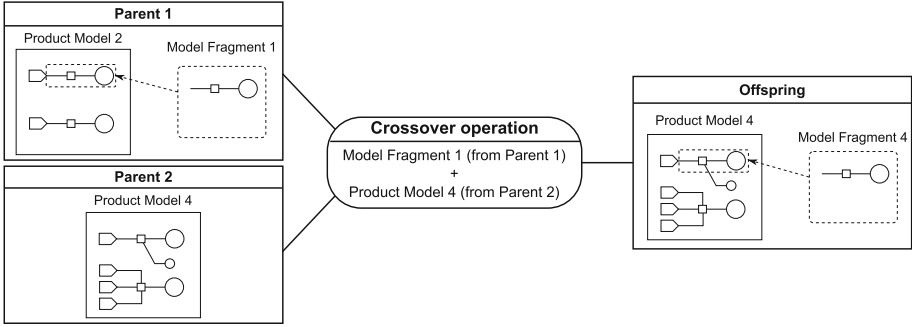 Parent 1
Product Model 2
Model Fragment 1
Parent 2
Product Model 4
Crossover operation
Model Fragment 1 (from Parent 1)
+
Product Model 4 (from Parent 2)
Offspring
Product Model 4
Model Fragment 4